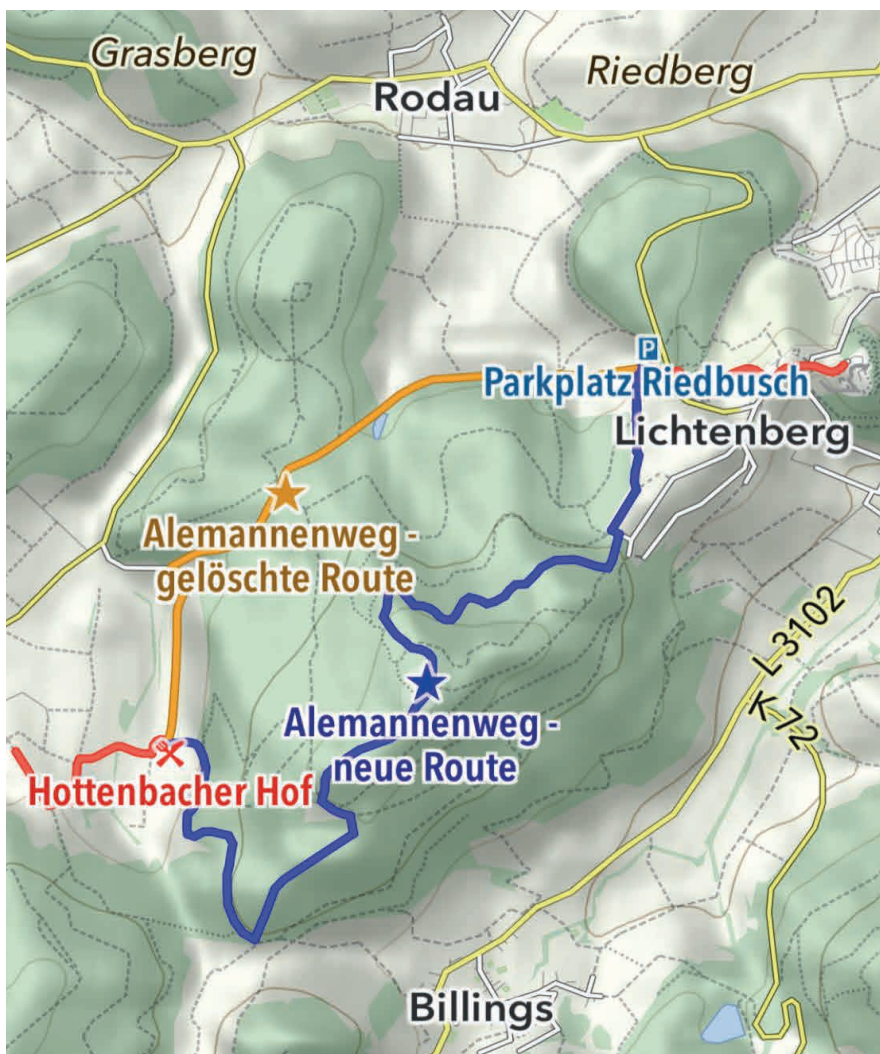 Grasberg
Riedberg
Rodau
P
Parkplatz Riedbusch
Lichtenberg
Alemannenweg -
gelöschte Route
L 3102
K 72
Alemannenweg -
neue Route
Hottenbacher Hof
Billings